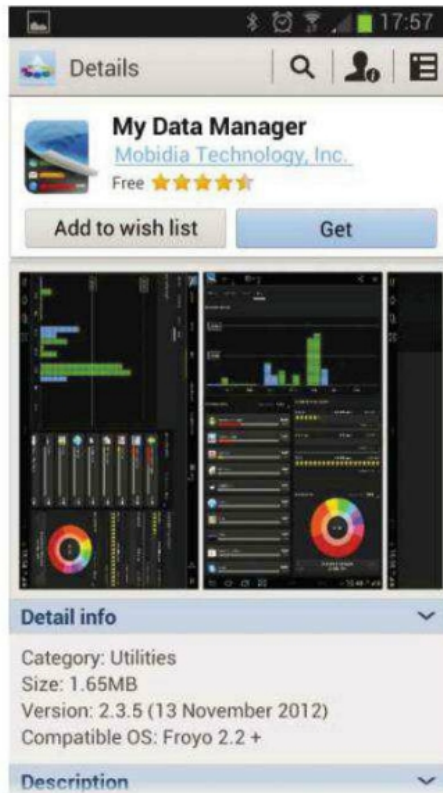 17:57
Details
My Data Manager
Mobidia Technology, Inc.
Free
Add to wish list
Get
Detail info
Category: Utilities
Size: 1.65MB
Version: 2.3.5 (13 November 2012)
Compatible OS: Froyo 2.2 +
Description